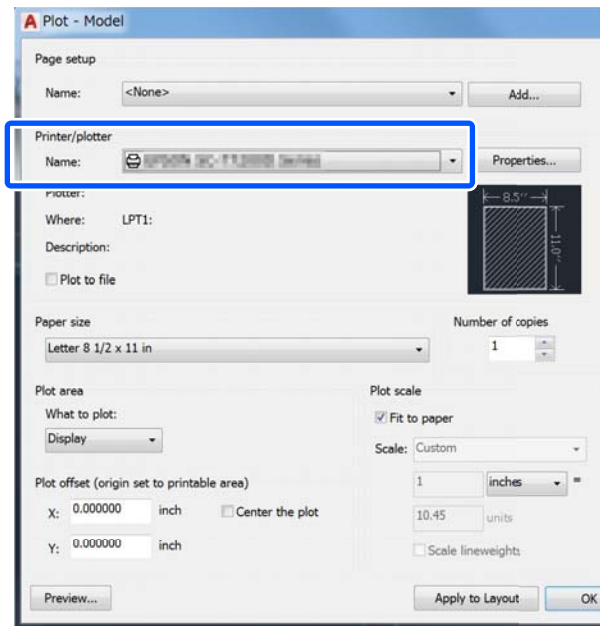 Plot - Model
Page setup
Name: <None> Add...
Printer/plotter
Name: Properties...
Plotter:
Where: LPT1:
Description:
Plot to file
8.5''
11.0''
Paper size
Number of copies
Letter 8 1/2 x 11 in
1
Plot area
Plot scale
What to plot:
Fit to paper
Display
Scale: Custom
Plot offset (origin set to printable area)
1 inches =
X: 0.000000 inch Center the plot
10.45 units
Y: 0.000000 inch
Scale lineweights
Preview... Apply to Layout OK